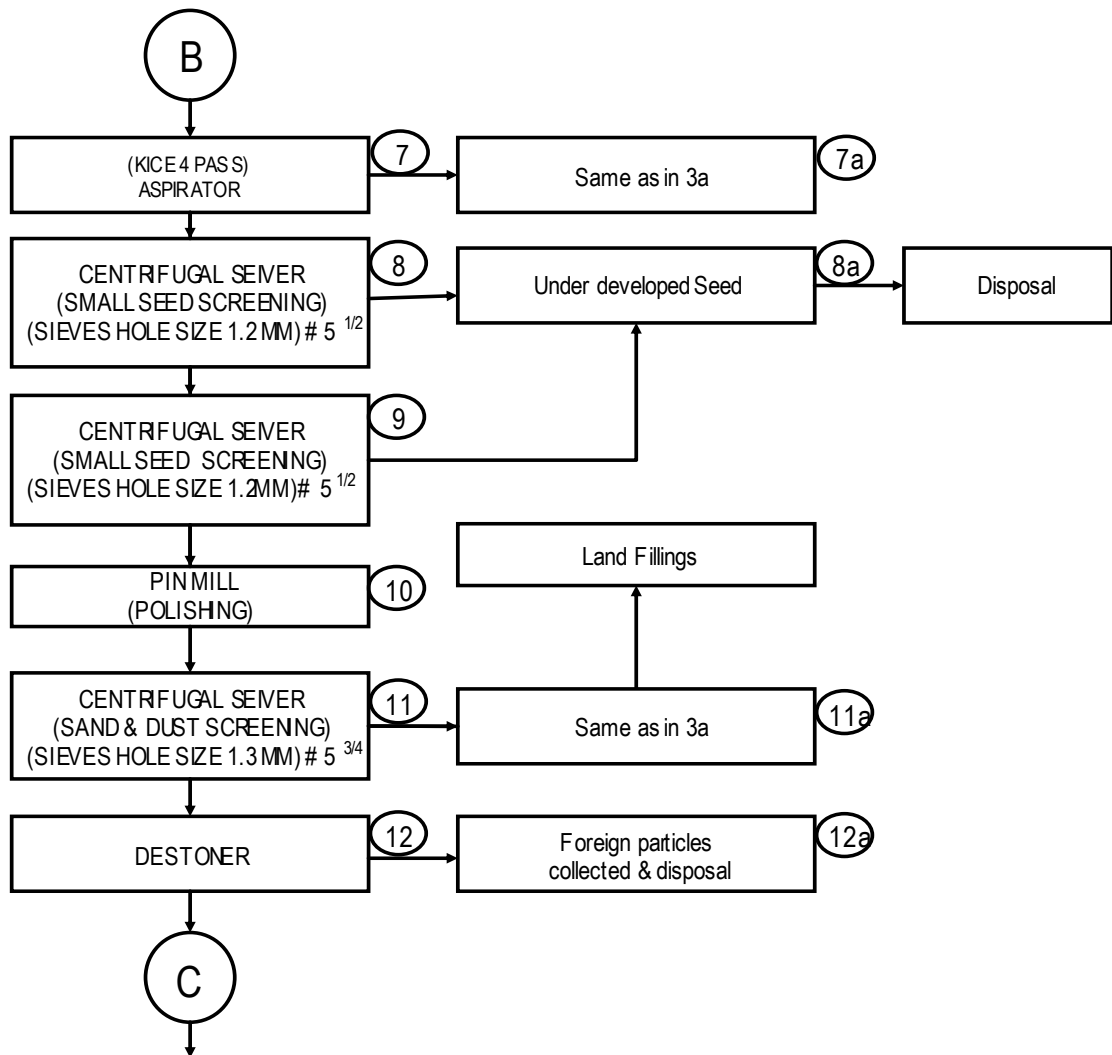 B
(KICE 4 PASS)
ASPIRATOR
7
Same as in 3a
7a
CENTRIFUGAL SEIVER
(SMALL SEED SCREENING)
(SIEVES HOLE SIZE 1.2 MM) # 5 1/2
8
Under developed Seed
8a
Disposal
CENTRIFUGAL SEIVER
(SMALL SEED SCREENING)
(SIEVES HOLE SIZE 1.2MM) # 5 1/2
9
Land Fillings
PIN MILL
(POLISHING)
10
CENTRIFUGAL SEIVER
(SAND & DUST SCREENING)
(SIEVES HOLE SIZE 1.3 MM) # 5 3/4
11
Same as in 3a
11a
DESTONER
12
Foreign particles
collected & disposal
12a
C